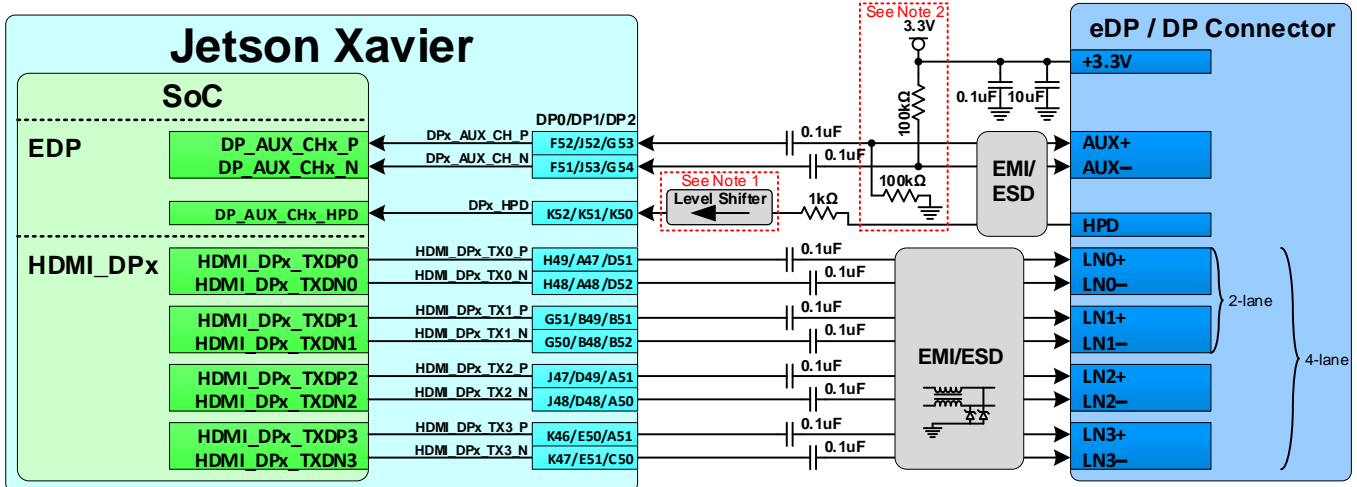 Jetson Xavier
SoC
EDP
DP_AUX_CHx_P
DP_AUX_CHx_N
DP_AUX_CHx_HPD
HDMI_DPx
HDMI_DPx_TXDP0
HDMI_DPx_TXDN0
HDMI_DPx_TXDP1
HDMI_DPx_TXDN1
HDMI_DPx_TXDP2
HDMI_DPx_TXDN2
HDMI_DPx_TXDP3
HDMI_DPx_TXDN3
DPx_AUX_CH_P
DPx_AUX_CH_N
DPx_HPD
HDMI_DPx_TX0_P
HDMI_DPx_TX0_N
HDMI_DPx_TX1_P
HDMI_DPx_TX1_N
HDMI_DPx_TX2_P
HDMI_DPx_TX2_N
HDMI_DPx_TX3_P
HDMI_DPx_TX3_N
DP0/DP1/DP2
F52/J52/G53
F51/J53/G54
K52/K51/K50
H49/A47/D51
H48/A48/D52
G51/B49/B51
G50/B48/B52
J47/D49/A51
J48/D48/A50
K46/E50/A51
K47/E51/C50
See Note 1
Level Shifter
1kΩ
0.1uF
0.1uF
0.1uF
0.1uF
0.1uF
0.1uF
0.1uF
0.1uF
0.1uF
0.1uF
See Note 2
3.3V
100kΩ
100kΩ
0.1uF
10uF
EMI/
ESD
EMI/ESD
eDP / DP Connector
+3.3V
AUX+
AUX–
HPD
LN0+
LN0–
LN1+
LN1–
LN2+
LN2–
LN3+
LN3–
2-lane
4-lane